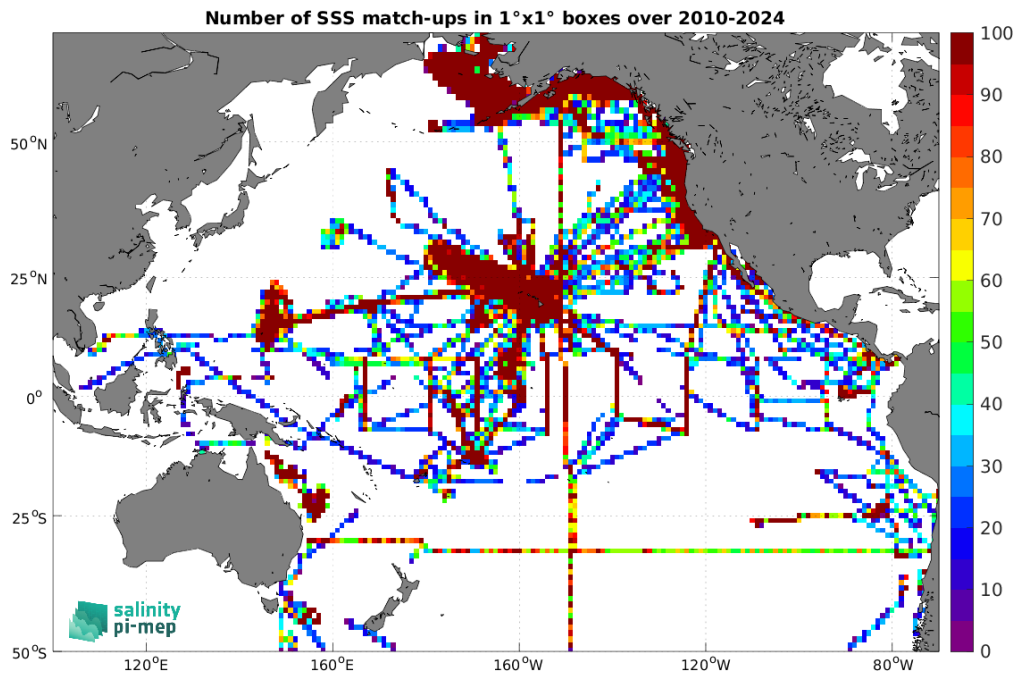 Number of SSS match-ups in 1°x1° boxes over 2010-2024
100
90
80
70
60
50
40
30
20
10
0
50°N
25°N
0°
25°S
50°S
120°E
160°E
160°W
120°W
80°W
salinity
pi-mep